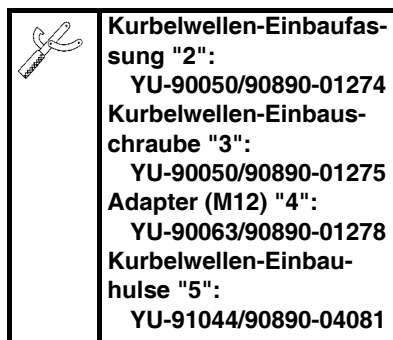 Kurbelwellen-Einbaufas-
sung "2":
YU-90050/90890-01274
Kurbelwellen-Einbaus-
chraube "3":
YU-90050/90890-01275
Adapter (M12) "4":
YU-90063/90890-01278
Kurbelwellen-Einbau-
hulse "5":
YU-91044/90890-04081